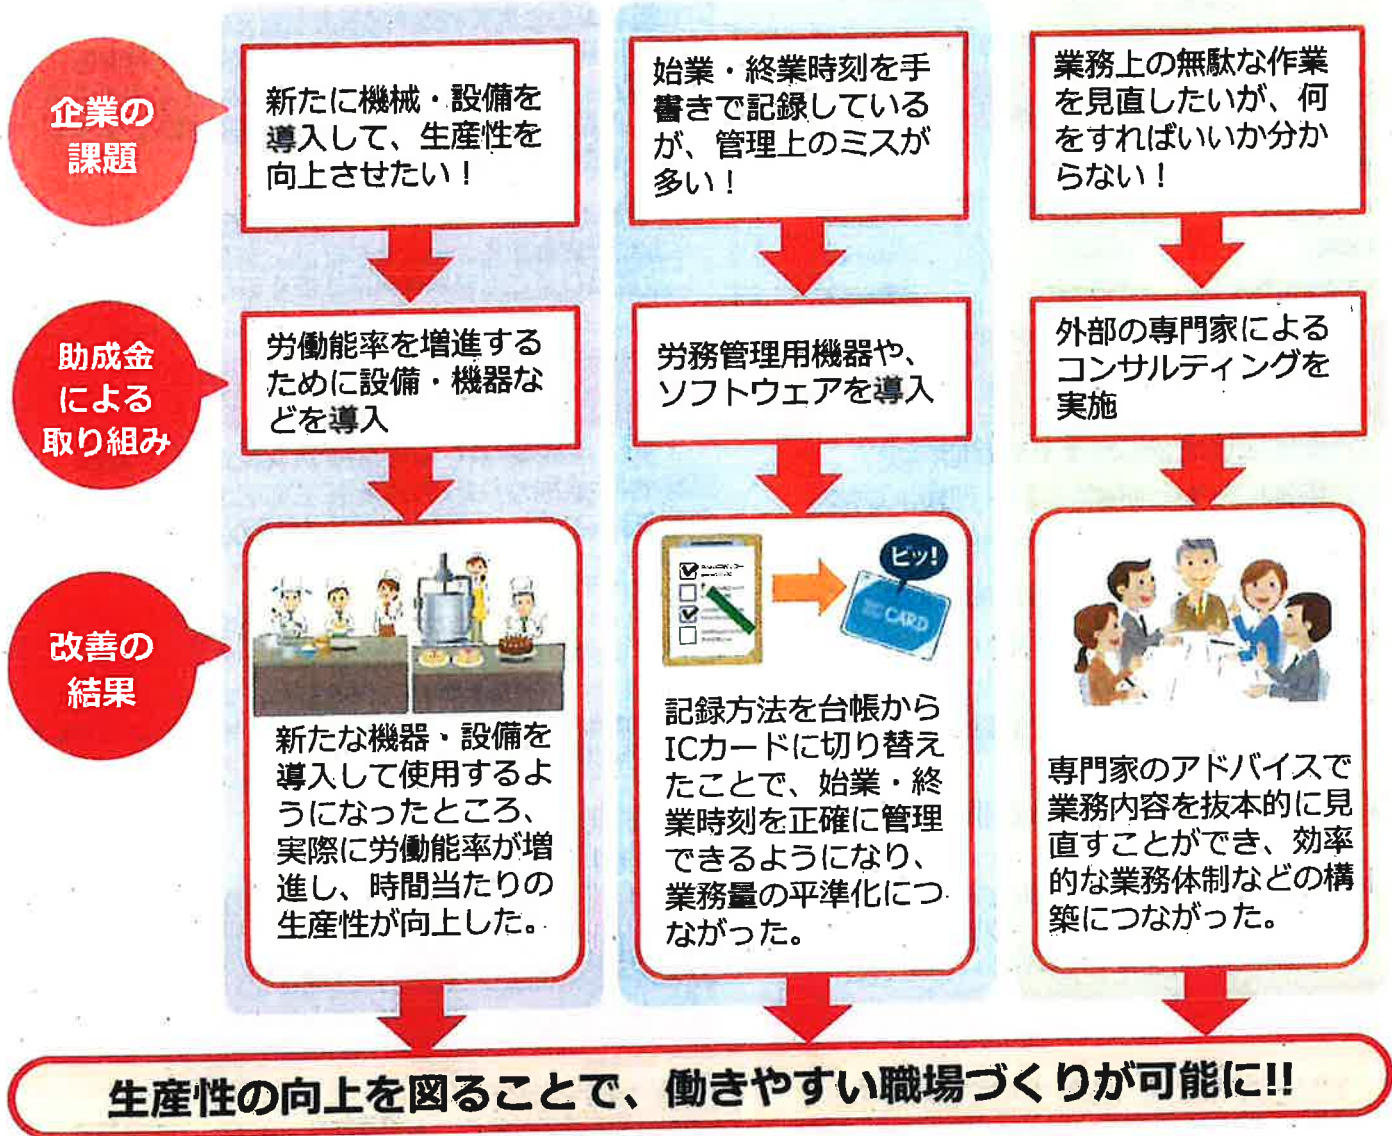 企業の
課題
新たに機械・設備を
導入して、生産性を
向上させたい！
始業・終業時刻を手
書きで記録している
が、管理上のミスが
多い！
業務上の無駄な作業
を見直したいが、何
をすればいいか分か
らない！
助成金
による
取り組み
労働能率を増進する
ために設備・機器な
どを導入
労務管理用機器や、
ソフトウェアを導入
外部の専門家による
コンサルティングを
実施
改善の
結果
新たな機器・設備を
導入して使用するよ
うになったところ、
実際に労働能率が増
進し、時間当たりの
生産性が向上した。
ピッ!
IC CARD
記録方法を台帳から
ICカードに切り替え
たことで、始業・終
業時刻を正確に管理
できるようになり、
業務量の平準化につ
ながった。
専門家のアドバイスで
業務内容を抜本的に見
直すことができ、効率
的な業務体制などの構
築につながった。
生産性の向上を図ることで、働きやすい職場づくりが可能に!!